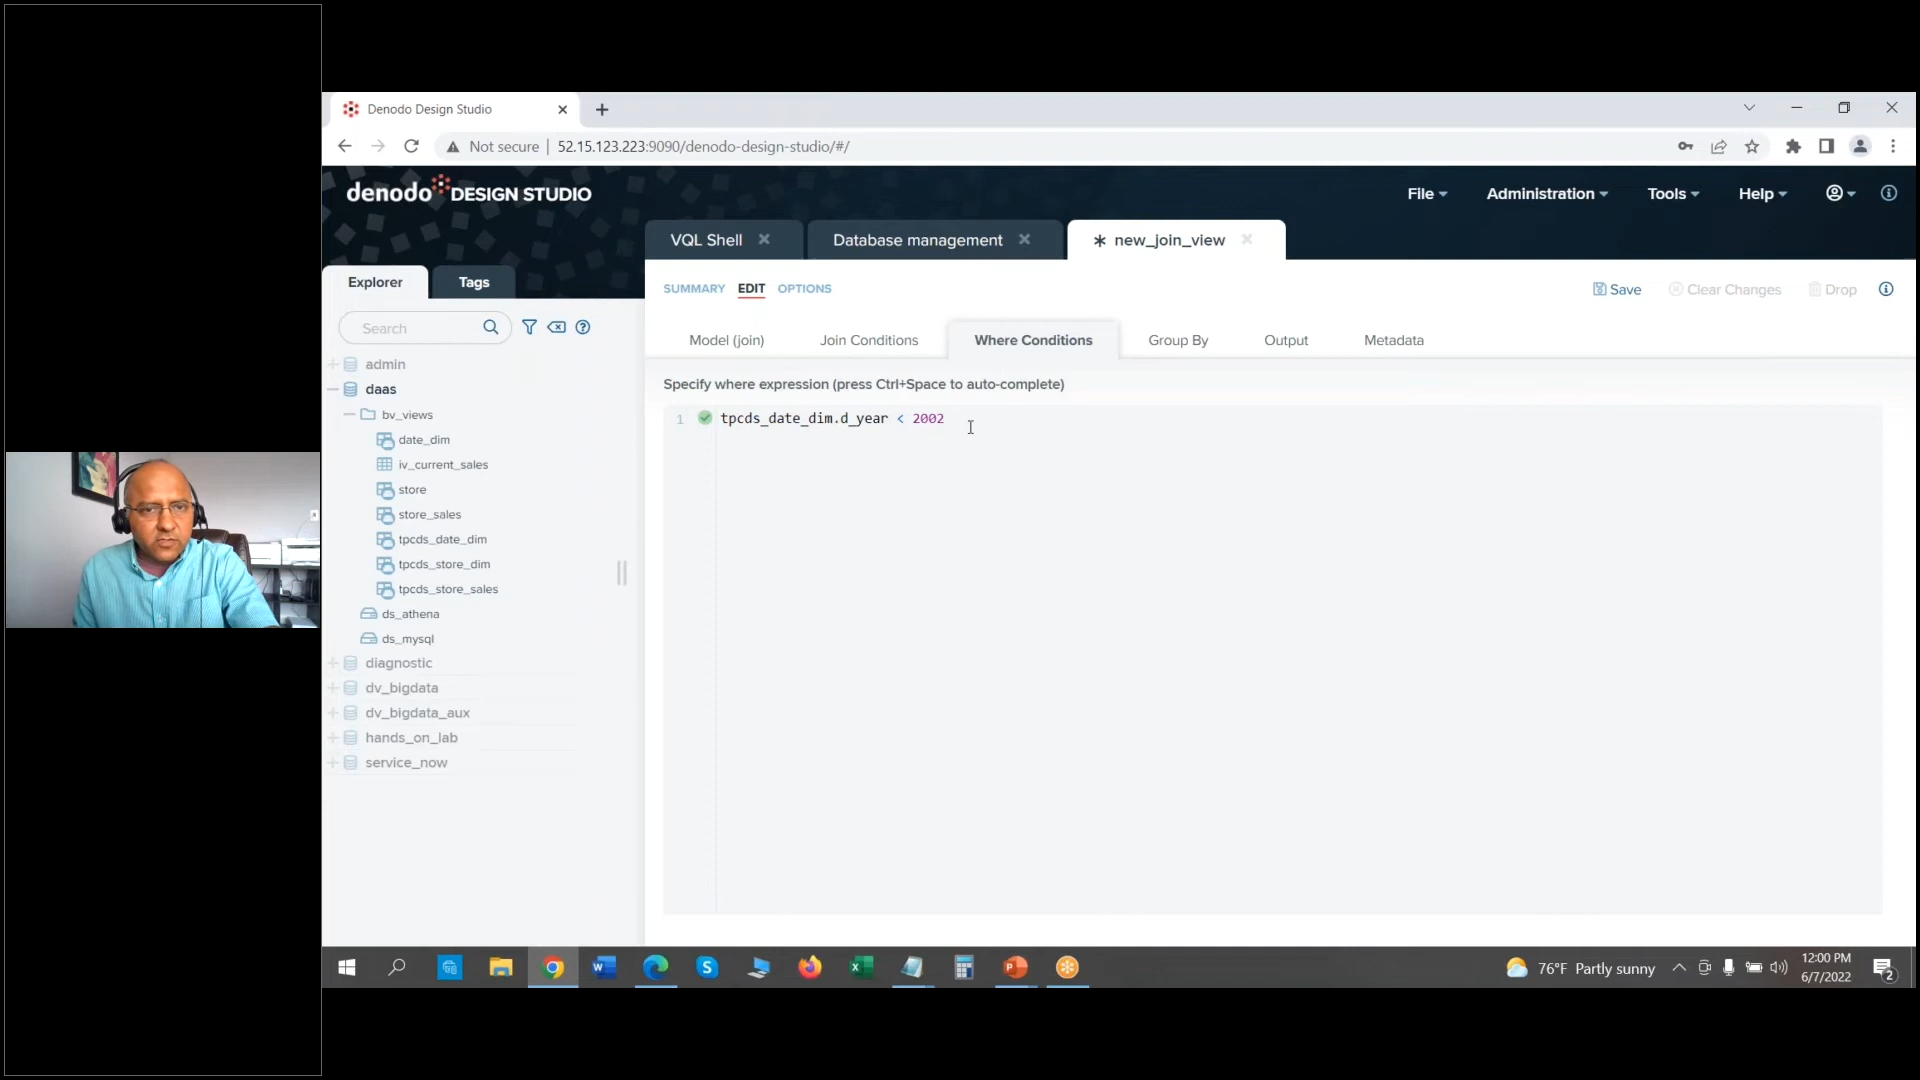 Denodo Design Studio
Not secure | 52.15.123.223:9090/denodo-design-studio/#/
denodo DESIGN STUDIO
File
Administration
Tools
Help
VQL Shell
Database management
* new_join_view
Explorer
Tags
SUMMARY
EDIT
OPTIONS
Save
Clear Changes
Drop
Search
Model (join)
Join Conditions
Where Conditions
Group By
Output
Metadata
Specify where expression (press Ctrl+Space to auto-complete)
1 tpcds_date_dim.d_year < 2002
admin
daas
bv_views
date_dim
iv_current_sales
store
store_sales
tpcds_date_dim
tpcds_store_dim
tpcds_store_sales
ds_athena
ds_mysql
diagnostic
dv_bigdata
dv_bigdata_aux
hands_on_lab
service_now
76°F Partly sunny
12:00 PM
6/7/2022
2